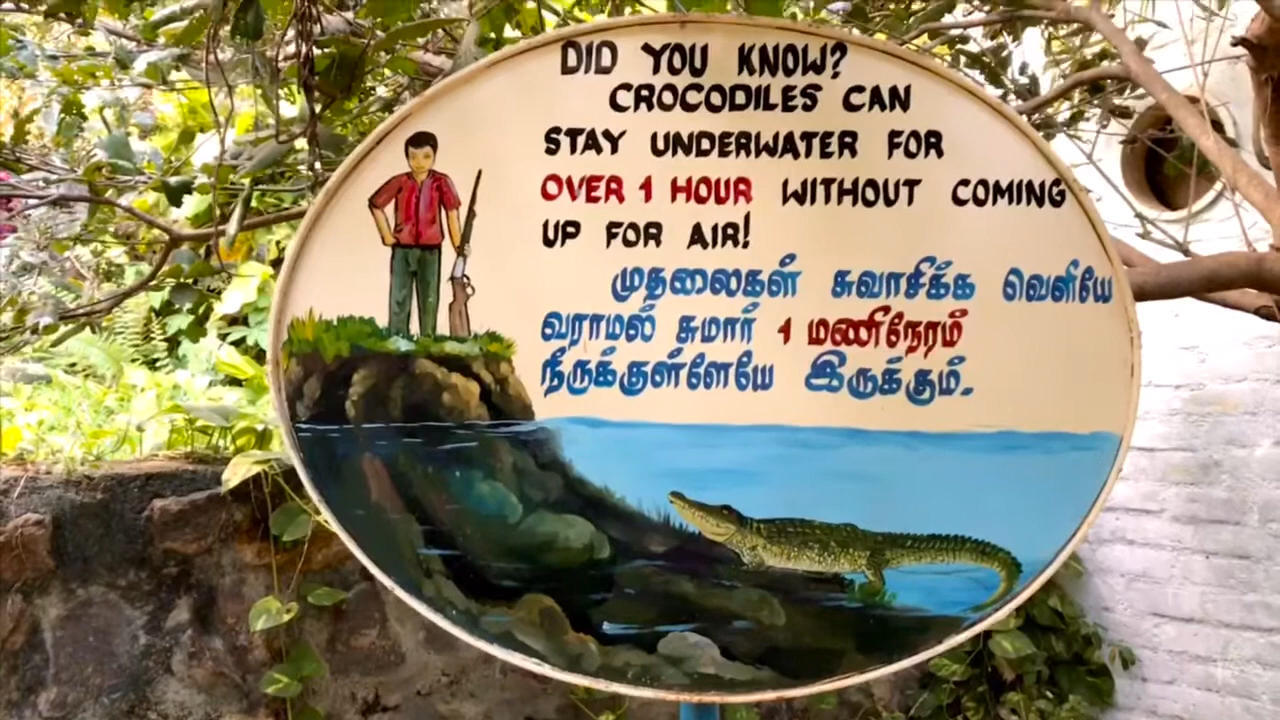 DID YOU KNOW?
CROCODILES CAN
STAY UNDERWATER FOR
OVER 1 HOUR WITHOUT COMING
UP FOR AIR!
முதலைகள் சுவாசிக்க வெளியே
வராமல் சுமார் 1 மணிநேரம்
நீருக்குள்ளேயே இருக்கும்.